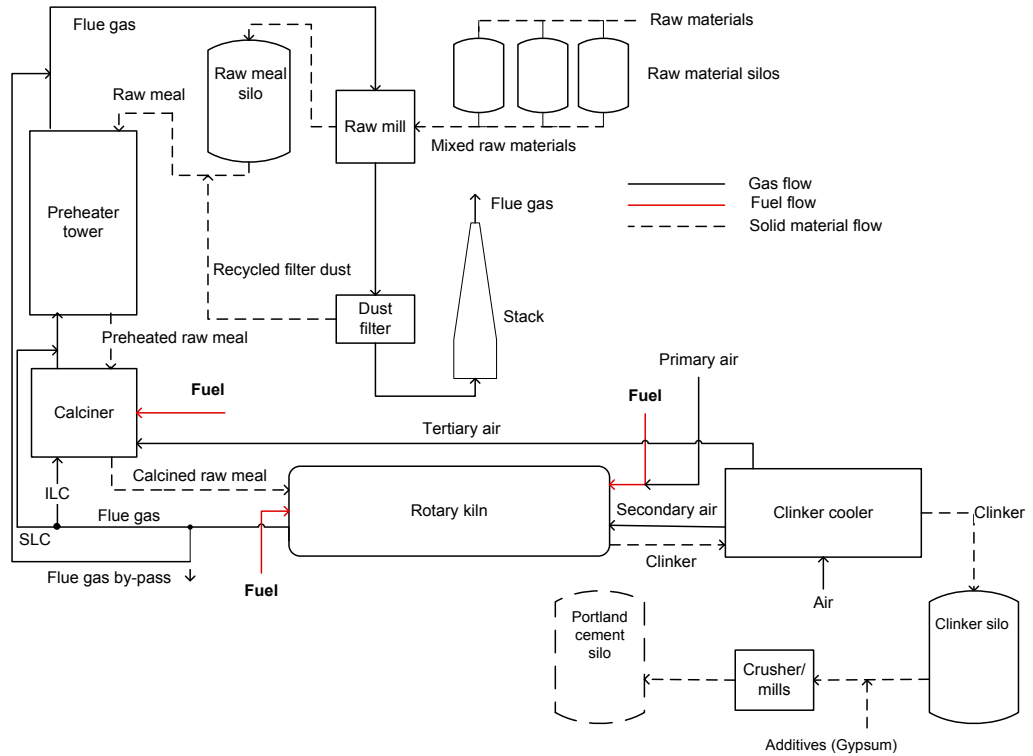 Flue gas
Raw materials
Raw meal
silo
Raw material silos
Raw meal
Raw mill
Mixed raw materials
Gas flow
Fuel flow
Solid material flow
Flue gas
Preheater
tower
Recycled filter dust
Dust
filter
Stack
Preheated raw meal
Primary air
Fuel
Fuel
Calciner
Tertiary air
Calcined raw meal
ILC
Rotary kiln
Flue gas
Secondary air
Clinker cooler
Clinker
SLC
Clinker
Flue gas by-pass
Fuel
Air
Portland
cement
silo
Clinker silo
Crusher/
mills
Additives (Gypsum)